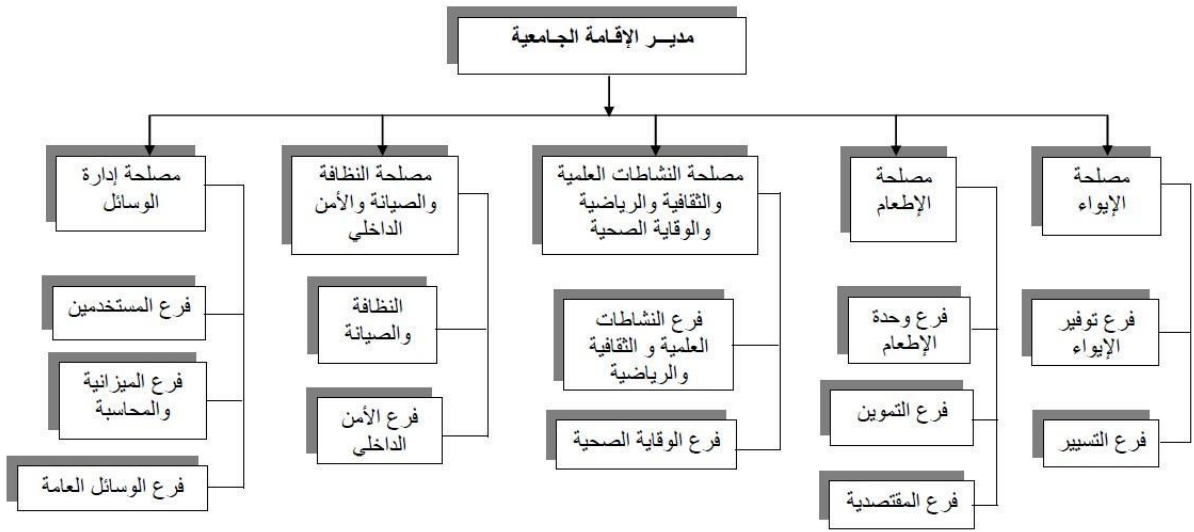 مديـــر الإقـامة الجـامعية
مصلحة
الإيواء
فرع توفير
الإيواء
فرع التسيير
مصلحة
الإطعام
فرع وحدة
الإطعام
فرع التموين
فرع المقتصدية
مصلحة النشاطات العلمية
والثقافية والرياضية
والوقاية الصحية
فرع النشاطات
العلمية و الثقافية
والرياضية
فرع الوقاية الصحية
مصلحة النظافة
والصيانة والأمن
الداخلي
النظافة
والصيانة
فرع الأمن
الداخلي
مصلحة إدارة
الوسائل
فرع المستخدمين
فرع الميزانية
والمحاسبة
فرع الوسائل العامة